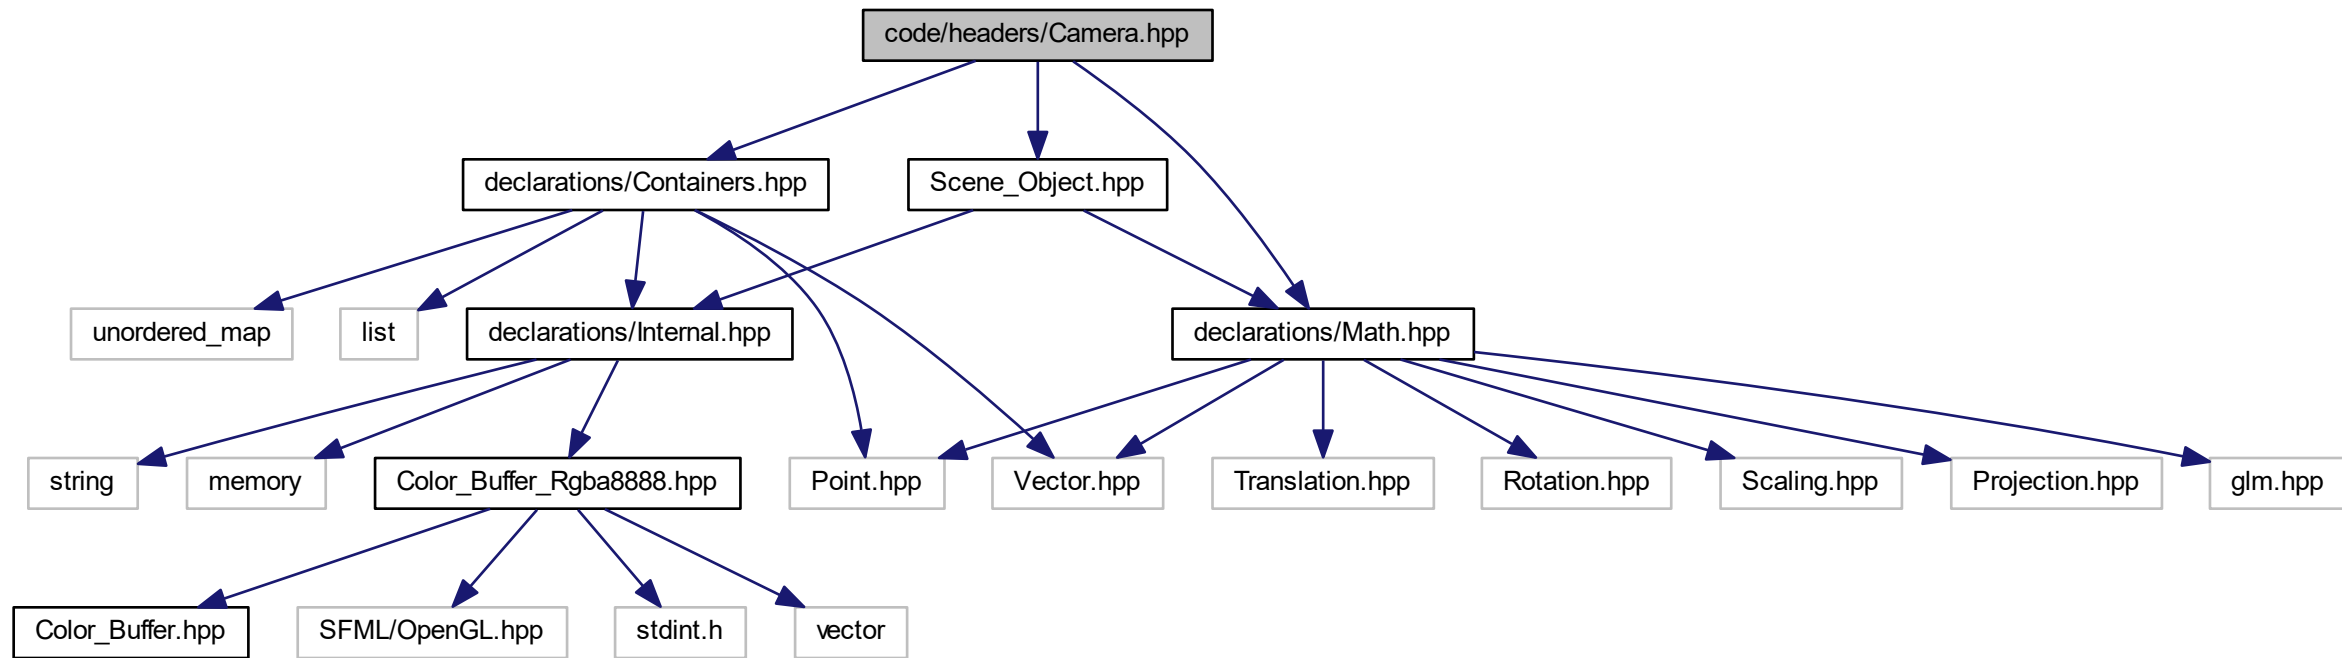 code/headers/Camera.hpp
declarations/Containers.hpp
Scene_Object.hpp
unordered_map
list
declarations/Internal.hpp
declarations/Math.hpp
string
memory
Color_Buffer_Rgba8888.hpp
Point.hpp
Vector.hpp
Translation.hpp
Rotation.hpp
Scaling.hpp
Projection.hpp
glm.hpp
Color_Buffer.hpp
SFML/OpenGL.hpp
stdint.h
vector